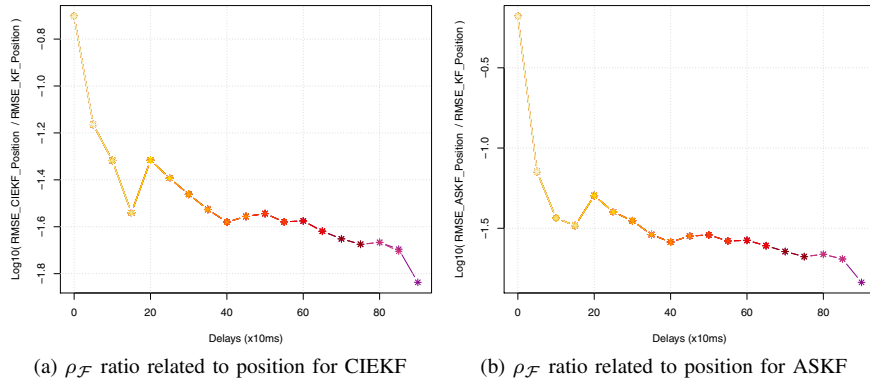 Log10( RMSE_CIEKF_Position / RMSE_KF_Position)
-0.8
-1.0
-1.2
-1.4
-1.6
-1.8
0 20 40 60 80
Delays (x10ms)
(a) ρ_F ratio related to position for CIEKF
Log10( RMSE_ASKF_Position / RMSE_KF_Position)
-0.5
-1.0
-1.5
0 20 40 60 80
Delays (x10ms)
(b) ρ_F ratio related to position for ASKF